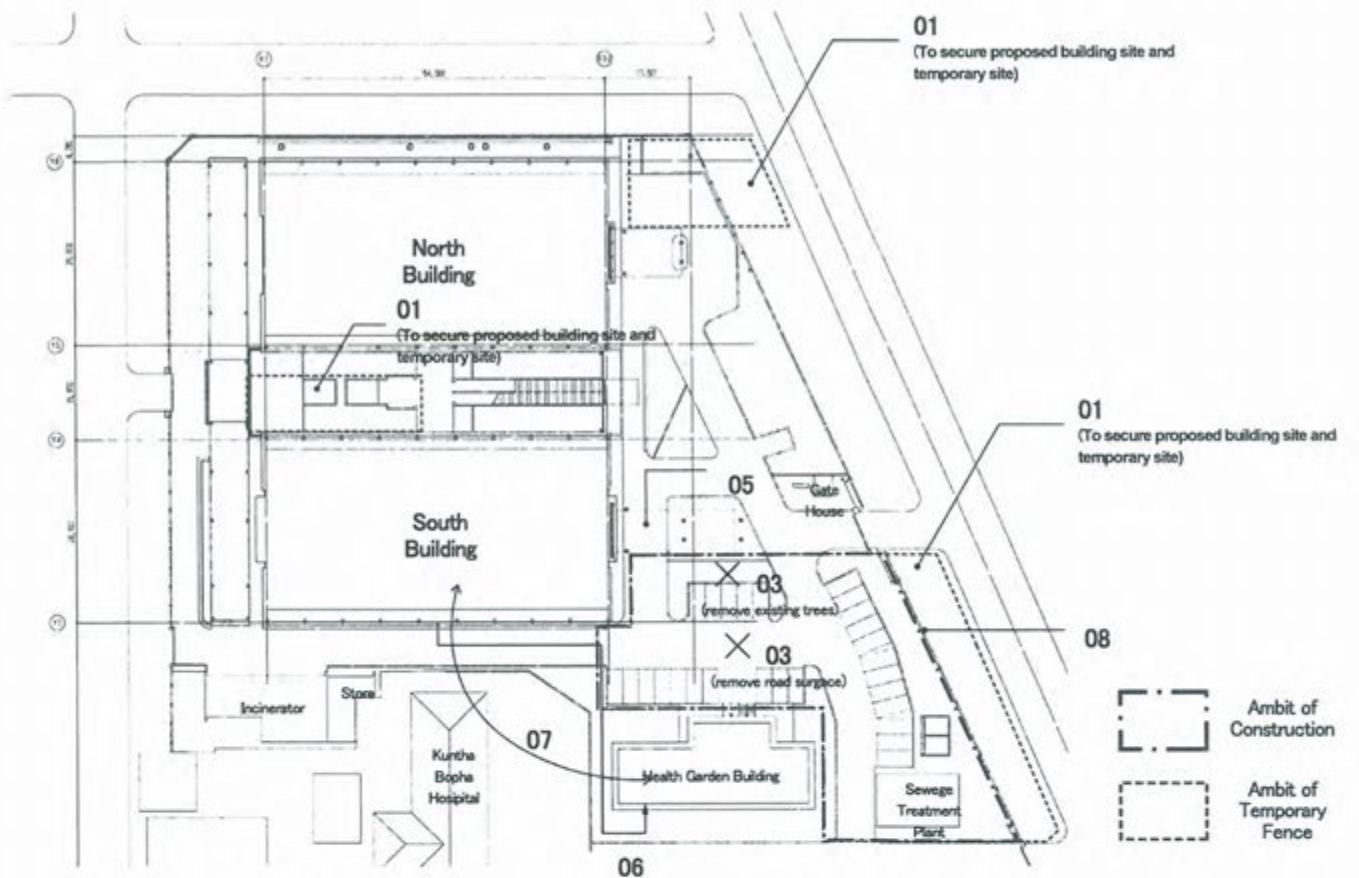 01
(To secure proposed building site and
temporary site)
North
Building
01
(To secure proposed building site and
temporary site)
01
(To secure proposed building site and
temporary site)
05
Gate
House
South
Building
03
(remove existing trees)
08
03
(remove road surgace)
Store
Incinerator
07
Kuntha
Bopha
Hospital
Health Garden Building
Sewege
Treatment
Plant
06
Ambit of
Construction
Ambit of
Temporary
Fence